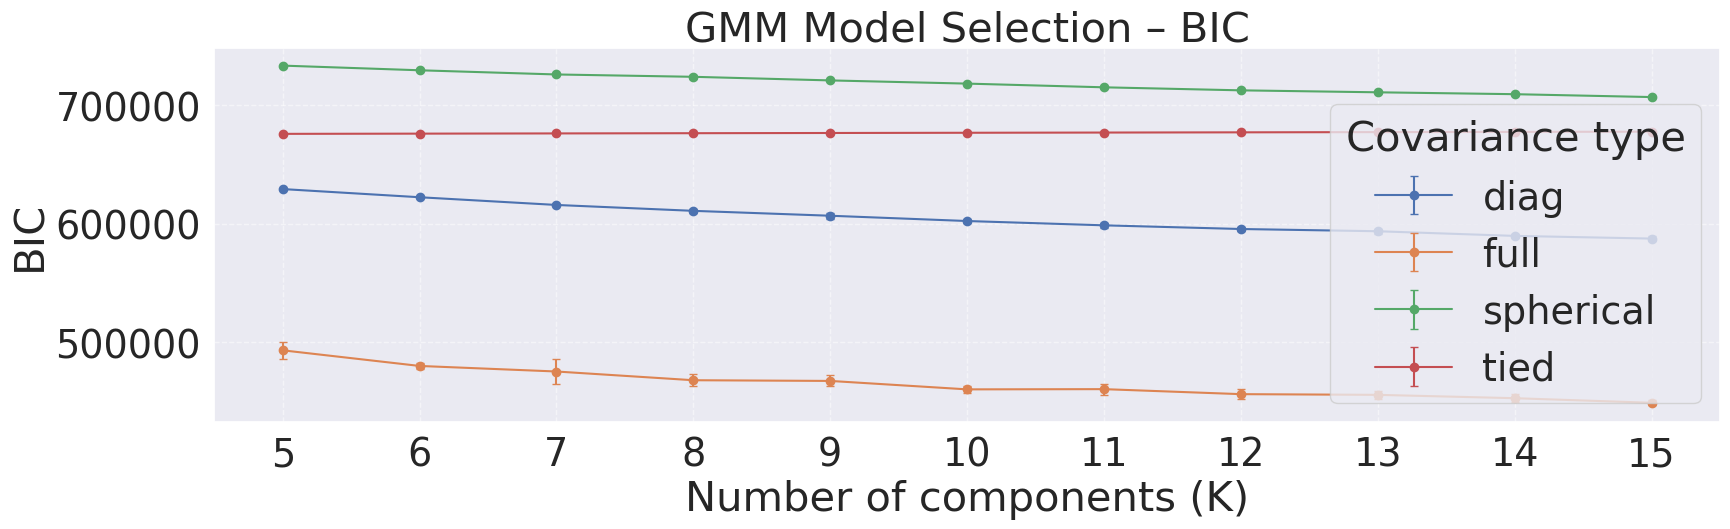 GMM Model Selection – BIC
BIC
700000
600000
500000
Covariance type
diag
full
spherical
tied
5 6 7 8 9 10 11 12 13 14 15
Number of components (K)